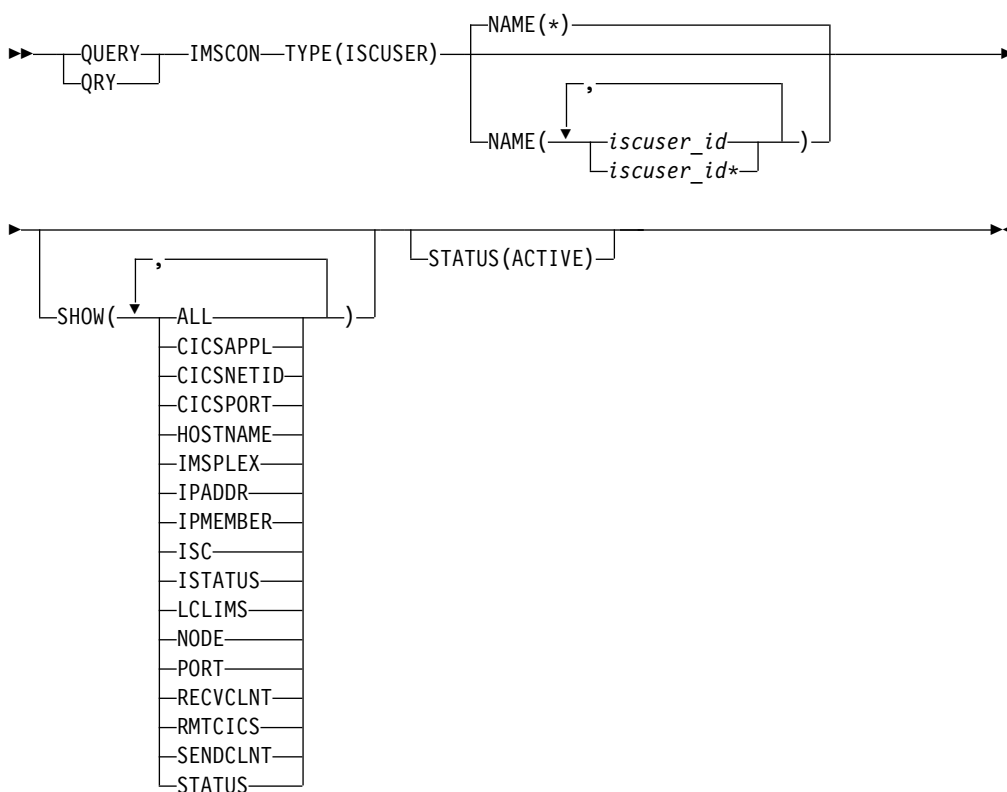 NAME(*)
QUERY IMSCON TYPE(ISCUSER)
QRY
,
NAME( iscuser_id )
iscuser_id*
STATUS(ACTIVE)
,
SHOW( ALL )
CICSAPPL
CICSNETID
CICSPORT
HOSTNAME
IMSPLEX
IPADDR
IPMEMBER
ISC
ISTATUS
LCLIMS
NODE
PORT
RECVCLNT
RMTCICS
SENDCLNT
STATUS